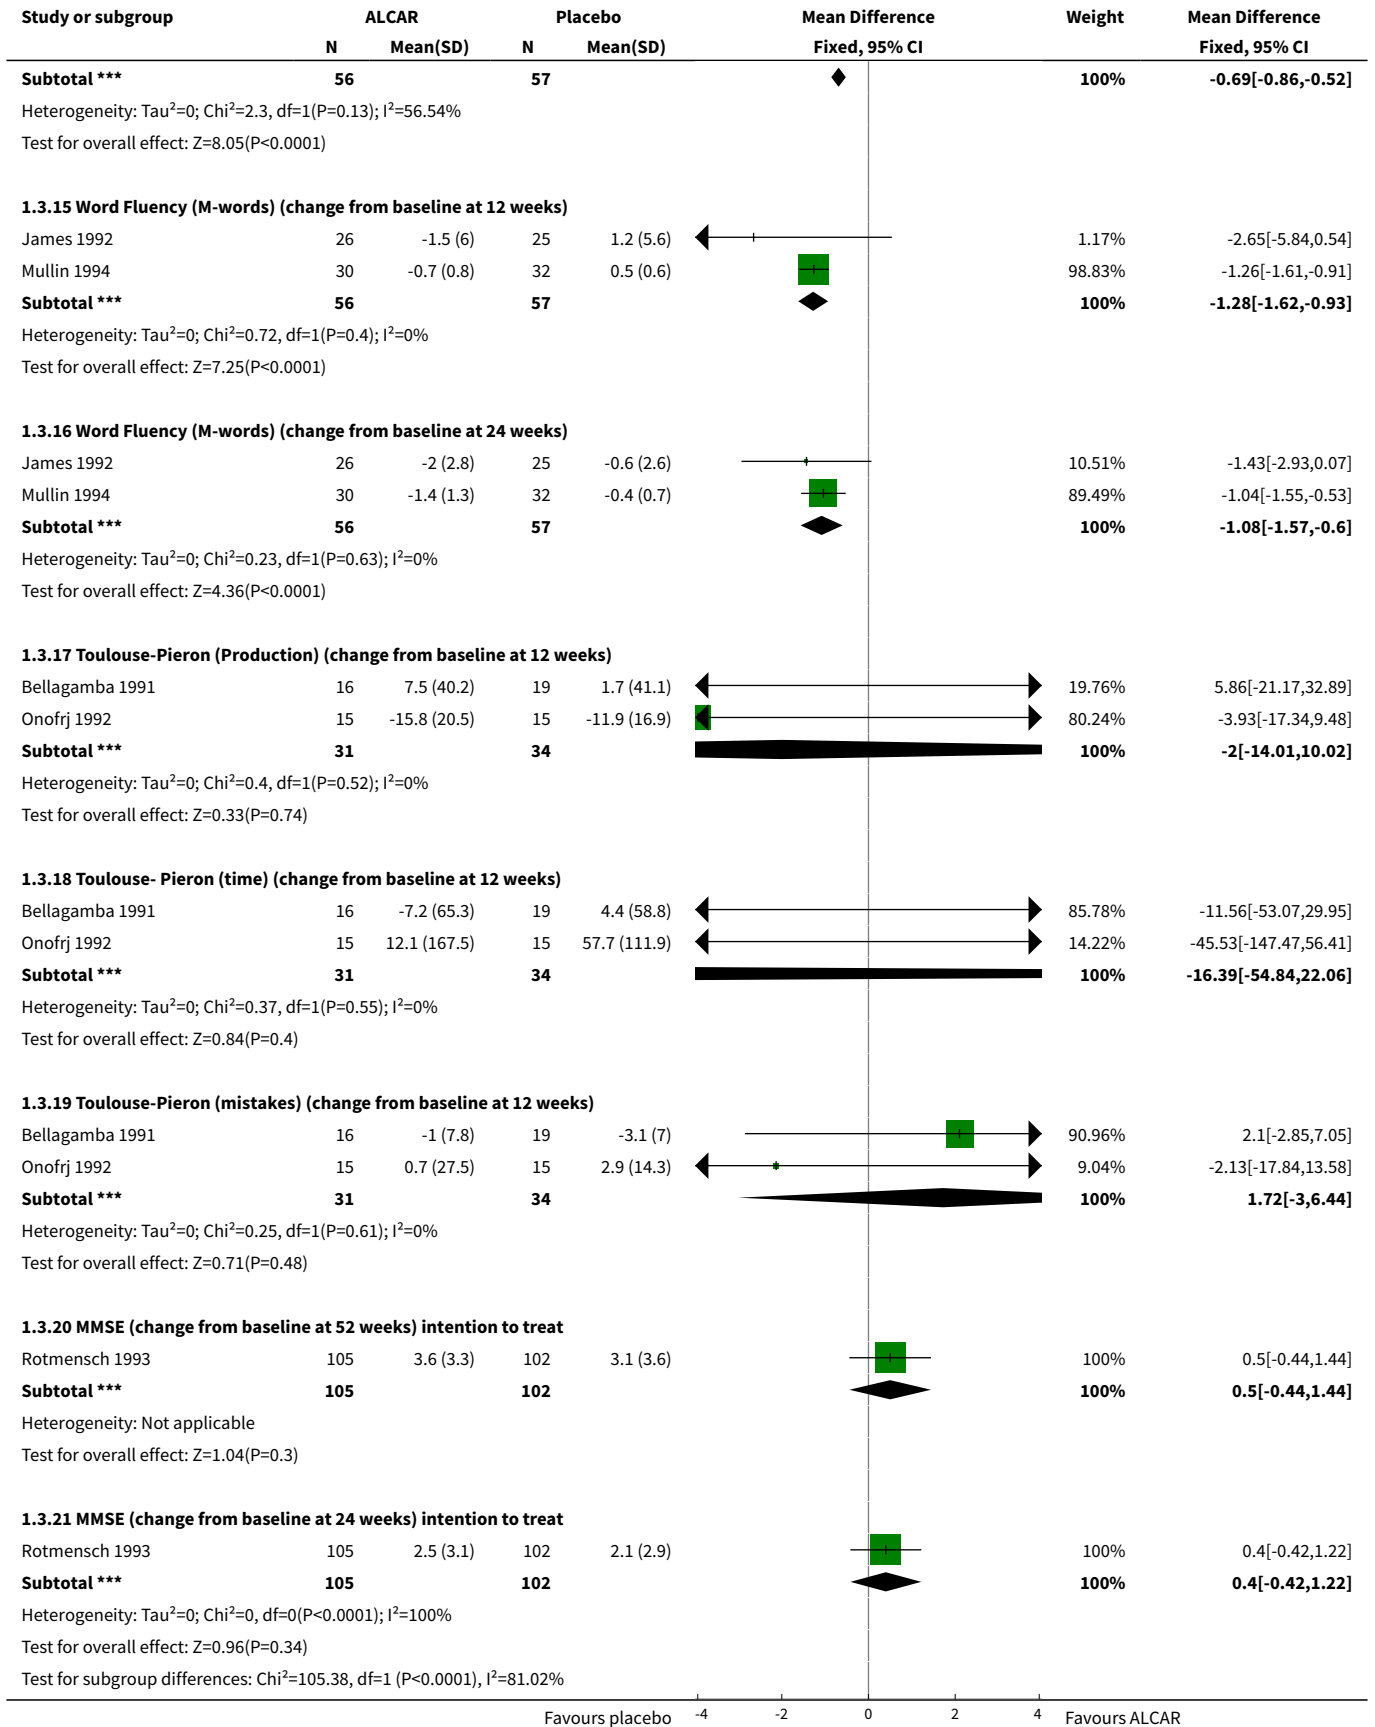 Study or subgroup ALCAR Placebo Mean Difference Weight Mean Difference
N Mean(SD) N Mean(SD) Fixed, 95% CI Fixed, 95% CI
Subtotal *** 56 57 100% -0.69[-0.86,-0.52]
Heterogeneity: Tau²=0; Chi²=2.3, df=1(P=0.13); I²=56.54%
Test for overall effect: Z=8.05(P<0.0001)
1.3.15 Word Fluency (M-words) (change from baseline at 12 weeks)
James 1992 26 -1.5 (6) 25 1.2 (5.6) 1.17% -2.65[-5.84,0.54]
Mullin 1994 30 -0.7 (0.8) 32 0.5 (0.6) 98.83% -1.26[-1.61,-0.91]
Subtotal *** 56 57 100% -1.28[-1.62,-0.93]
Heterogeneity: Tau²=0; Chi²=0.72, df=1(P=0.4); I²=0%
Test for overall effect: Z=7.25(P<0.0001)
1.3.16 Word Fluency (M-words) (change from baseline at 24 weeks)
James 1992 26 -2 (2.8) 25 -0.6 (2.6) 10.51% -1.43[-2.93,0.07]
Mullin 1994 30 -1.4 (1.3) 32 -0.4 (0.7) 89.49% -1.04[-1.55,-0.53]
Subtotal *** 56 57 100% -1.08[-1.57,-0.6]
Heterogeneity: Tau²=0; Chi²=0.23, df=1(P=0.63); I²=0%
Test for overall effect: Z=4.36(P<0.0001)
1.3.17 Toulouse-Pieron (Production) (change from baseline at 12 weeks)
Bellagamba 1991 16 7.5 (40.2) 19 1.7 (41.1) 19.76% 5.86[-21.17,32.89]
Onofrj 1992 15 -15.8 (20.5) 15 -11.9 (16.9) 80.24% -3.93[-17.34,9.48]
Subtotal *** 31 34 100% -2[-14.01,10.02]
Heterogeneity: Tau²=0; Chi²=0.4, df=1(P=0.52); I²=0%
Test for overall effect: Z=0.33(P=0.74)
1.3.18 Toulouse- Pieron (time) (change from baseline at 12 weeks)
Bellagamba 1991 16 -7.2 (65.3) 19 4.4 (58.8) 85.78% -11.56[-53.07,29.95]
Onofrj 1992 15 12.1 (167.5) 15 57.7 (111.9) 14.22% -45.53[-147.47,56.41]
Subtotal *** 31 34 100% -16.39[-54.84,22.06]
Heterogeneity: Tau²=0; Chi²=0.37, df=1(P=0.55); I²=0%
Test for overall effect: Z=0.84(P=0.4)
1.3.19 Toulouse-Pieron (mistakes) (change from baseline at 12 weeks)
Bellagamba 1991 16 -1 (7.8) 19 -3.1 (7) 90.96% 2.1[-2.85,7.05]
Onofrj 1992 15 0.7 (27.5) 15 2.9 (14.3) 9.04% -2.13[-17.84,13.58]
Subtotal *** 31 34 100% 1.72[-3,6.44]
Heterogeneity: Tau²=0; Chi²=0.25, df=1(P=0.61); I²=0%
Test for overall effect: Z=0.71(P=0.48)
1.3.20 MMSE (change from baseline at 52 weeks) intention to treat
Rotmensch 1993 105 3.6 (3.3) 102 3.1 (3.6) 100% 0.5[-0.44,1.44]
Subtotal *** 105 102 100% 0.5[-0.44,1.44]
Heterogeneity: Not applicable
Test for overall effect: Z=1.04(P=0.3)
1.3.21 MMSE (change from baseline at 24 weeks) intention to treat
Rotmensch 1993 105 2.5 (3.1) 102 2.1 (2.9) 100% 0.4[-0.42,1.22]
Subtotal *** 105 102 100% 0.4[-0.42,1.22]
Heterogeneity: Tau²=0; Chi²=0, df=0(P<0.0001); I²=100%
Test for overall effect: Z=0.96(P=0.34)
Test for subgroup differences: Chi²=105.38, df=1 (P<0.0001), I²=81.02%
Favours placebo -4 -2 0 2 4 Favours ALCAR